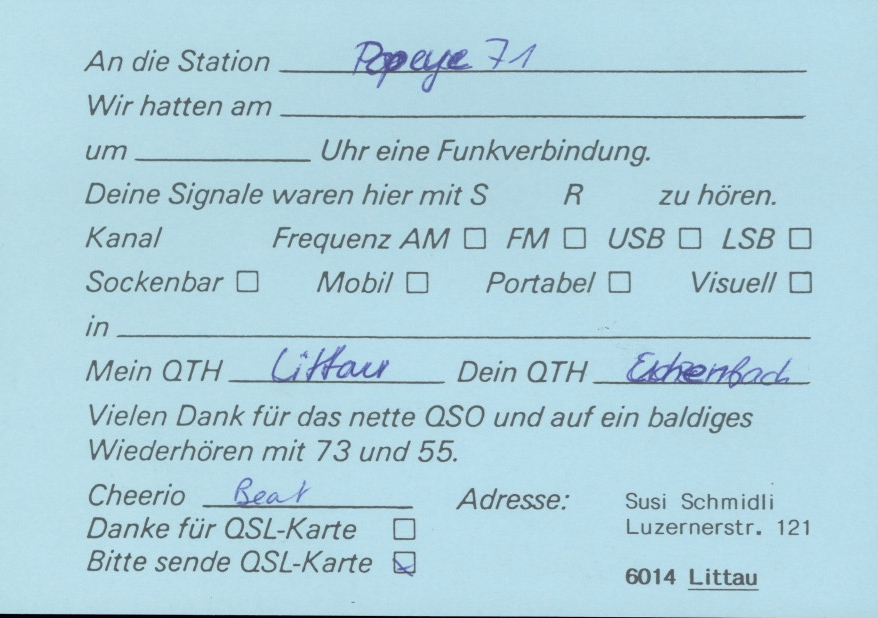 An die Station Popeye 71
Wir hatten am
um Uhr eine Funkverbindung.
Deine Signale waren hier mit S R zu hören.
Kanal Frequenz AM ☐ FM ☐ USB ☐ LSB ☐
Sockenbar ☐ Mobil ☐ Portabel ☐ Visuell ☐
in
Mein QTH Littau Dein QTH Eschenbach
Vielen Dank für das nette QSO und auf ein baldiges
Wiederhören mit 73 und 55.
Cheerio Beat Adresse: Susi Schmidli
Danke für QSL-Karte ☐ Luzernerstr. 121
Bitte sende QSL-Karte ☑ 6014 Littau